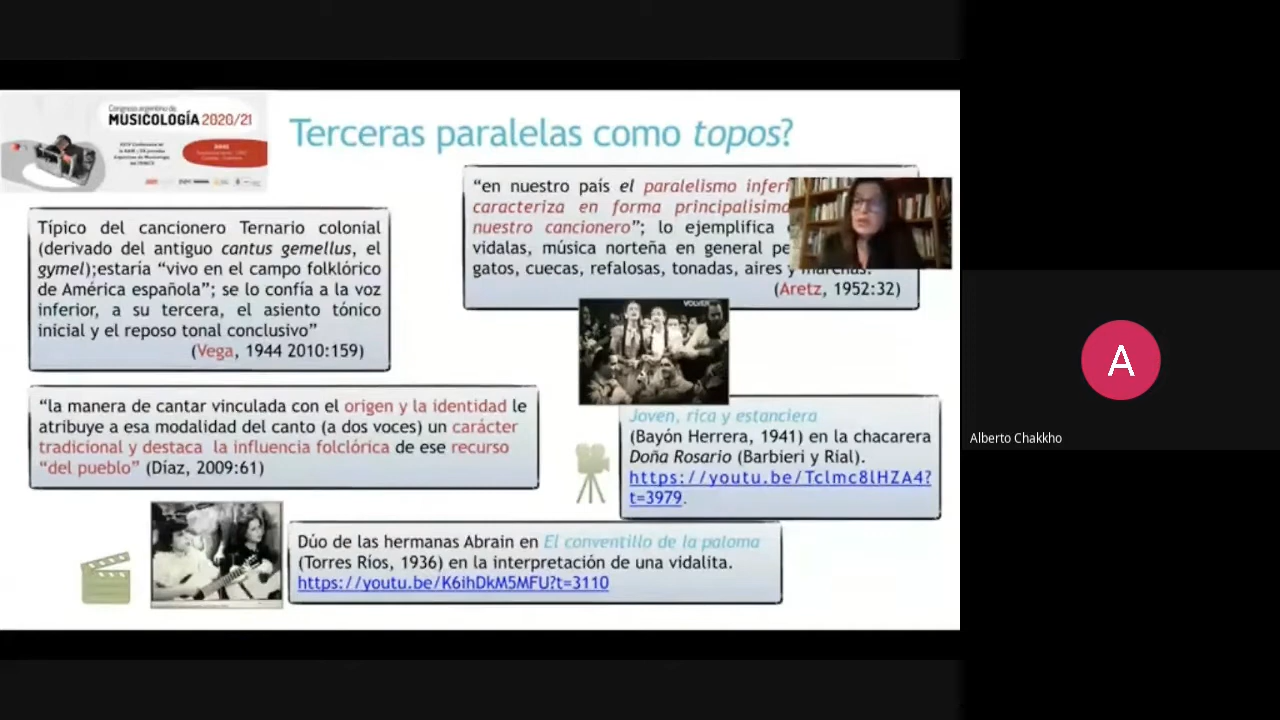 Congreso argentino de
MUSICOLOGÍA 2020/21
Terceras paralelas como topos?
“en nuestro país el paralelismo inferi
caracteriza en forma principalísima
nuestro cancionero”; lo ejemplifica
vidalas, música norteña en general pe
gatos, cuecas, refalosas, tonadas, aires y marchas.
(Aretz, 1952:32)
Típico del cancionero Ternario colonial
(derivado del antiguo cantus gemellus, el
gymel);estaría “vivo en el campo folklórico
de América española”; se lo confía a la voz
inferior, a su tercera, el asiento tónico
inicial y el reposo tonal conclusivo”
(Vega, 1944 2010:159)
VOLVER
“la manera de cantar vinculada con el origen y la identidad le
atribuye a esa modalidad del canto (a dos voces) un carácter
tradicional y destaca la influencia folclórica de ese recurso
“del pueblo” (Díaz, 2009:61)
Joven, rica y estanciera
(Bayón Herrera, 1941) en la chacarera
Doña Rosario (Barbieri y Rial).
https://youtu.be/Tclmc8lHZA4?
t=3979.
Dúo de las hermanas Abrain en El conventillo de la paloma
(Torres Ríos, 1936) en la interpretación de una vidalita.
https://youtu.be/K6ihDkM5MFU?t=3110
A
Alberto Chakkho